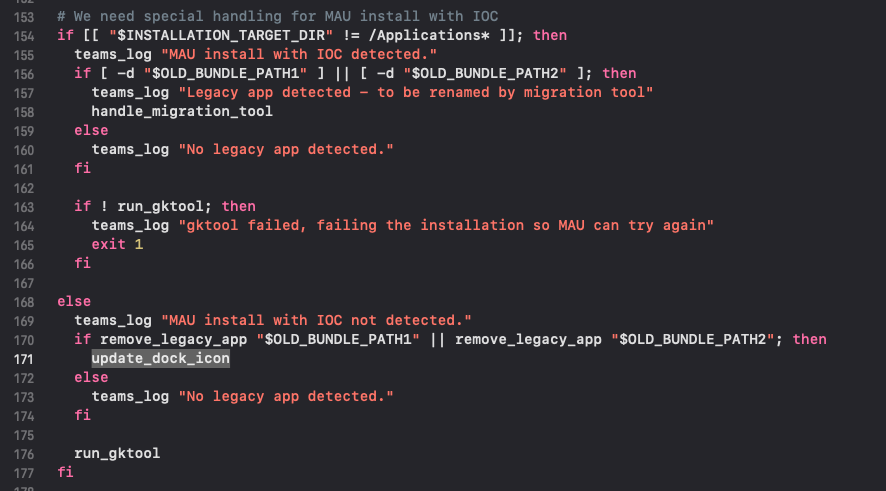 153 # We need special handling for MAU install with IOC
154 if [[ "$INSTALLATION_TARGET_DIR" != /Applications* ]]; then
155 teams_log "MAU install with IOC detected."
156 if [ -d "$OLD_BUNDLE_PATH1" ] || [ -d "$OLD_BUNDLE_PATH2" ]; then
157 teams_log "Legacy app detected - to be renamed by migration tool"
158 handle_migration_tool
159 else
160 teams_log "No legacy app detected."
161 fi
162
163 if ! run_gktool; then
164 teams_log "gktool failed, failing the installation so MAU can try again"
165 exit 1
166 fi
167
168 else
169 teams_log "MAU install with IOC not detected."
170 if remove_legacy_app "$OLD_BUNDLE_PATH1" || remove_legacy_app "$OLD_BUNDLE_PATH2"; then
171 update_dock_icon
172 else
173 teams_log "No legacy app detected."
174 fi
175
176 run_gktool
177 fi